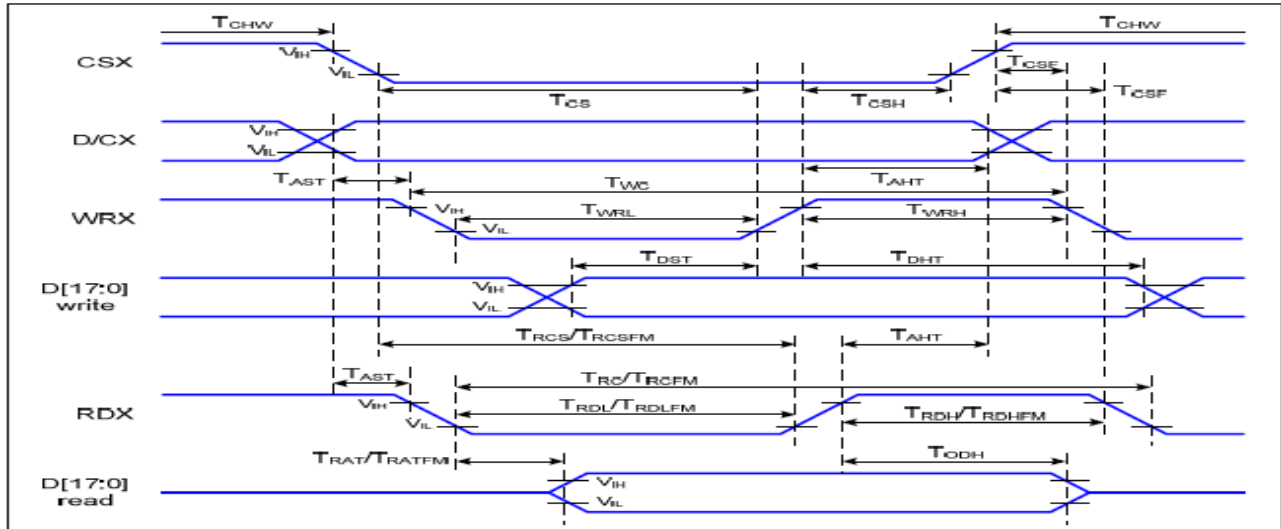 TCHW TCHW
CSX VIH
VIL TCSF
TCS TCSH TCSF
D/CX VIH
VIL
TAST TWC TAHT
WRX VIH TWRL TWRH
VIL
TDST TDHT
D[17:0] VIH
write VIL
TRCS/TRCSFM TAHT
TAST TRC/TRCFM
RDX VIH TRDL/TRDLFM TRDH/TRDHFM
VIL
TRAT/TRATFM TODH
D[17:0] VIH
read VIL